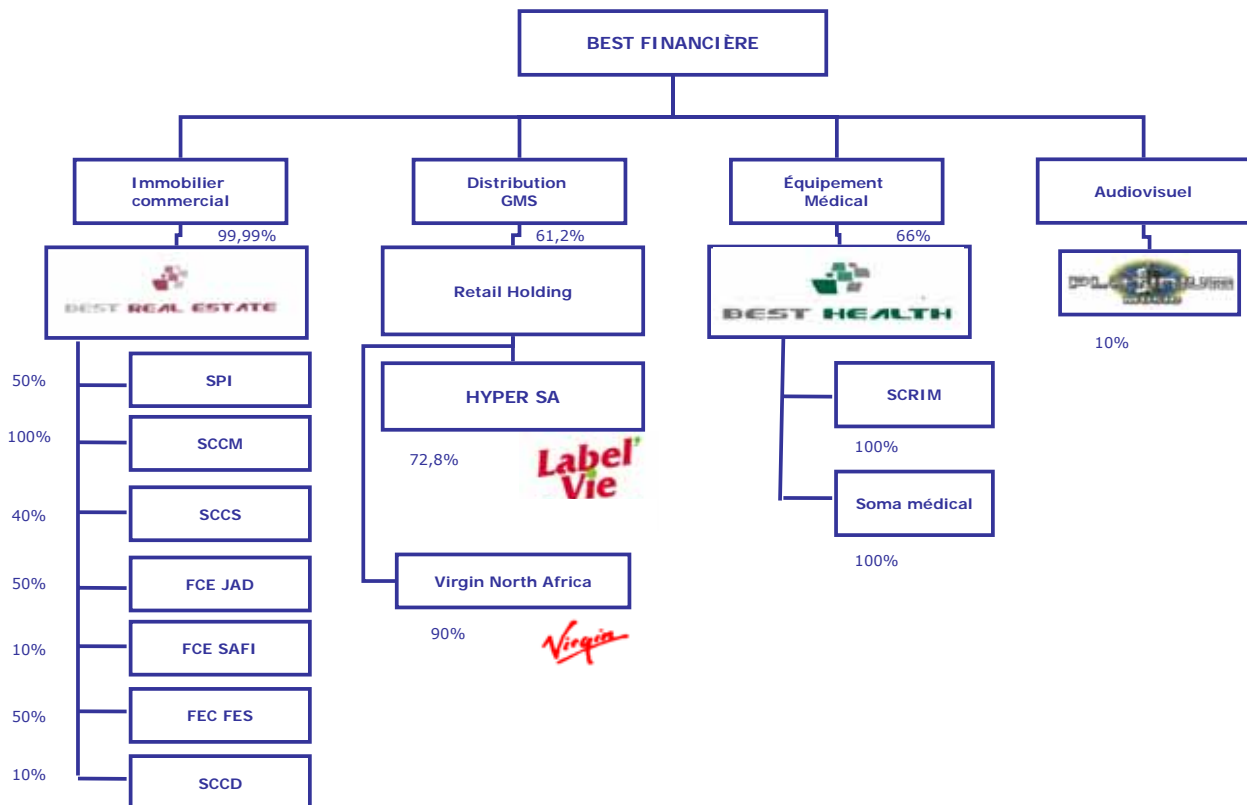 BEST FINANCIÈRE
Immobilier
commercial
Distribution
GMS
Équipement
Médical
Audiovisuel
99,99%
61,2%
66%
BEST REAL ESTATE
Retail Holding
BEST HEALTH
10%
50%
SPI
HYPER SA
SCRIM
100%
SCCM
72,8%
Label'
Vie
100%
40%
SCCS
Soma médical
100%
50%
FCE JAD
Virgin North Africa
90%
Virgin
10%
FCE SAFI
50%
FEC FES
10%
SCCD